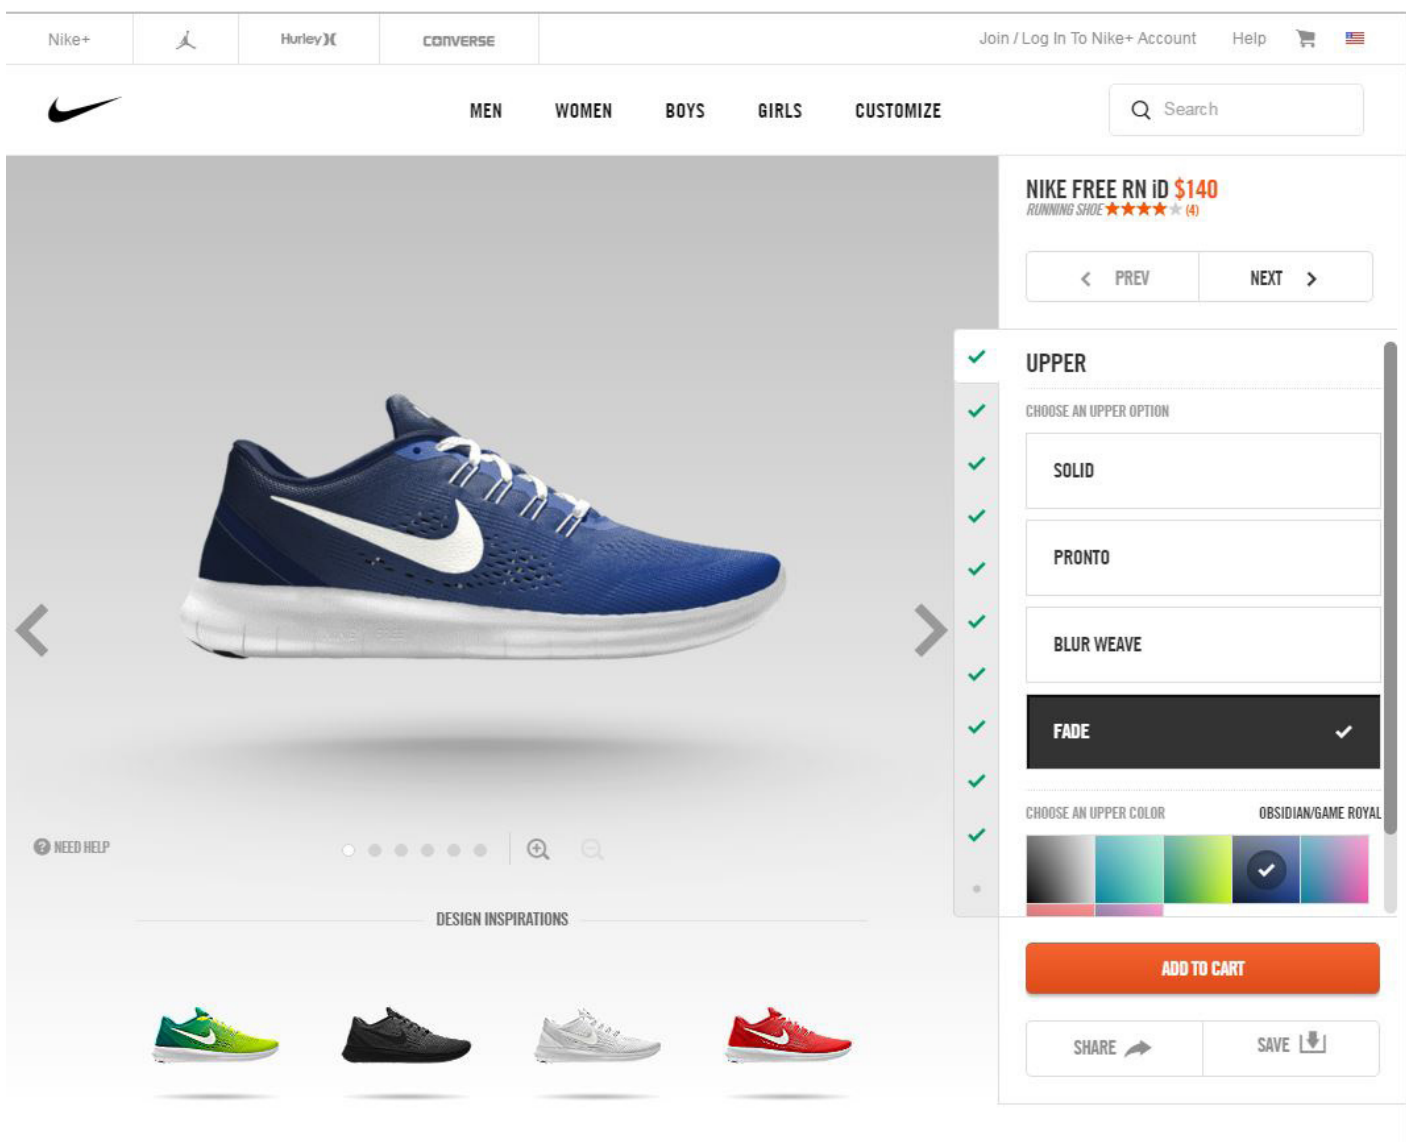 Nike+
Hurley
CONVERSE
Join / Log In To Nike+ Account
Help
MEN
WOMEN
BOYS
GIRLS
CUSTOMIZE
Search
NIKE FREE RN iD $140
RUNNING SHOE (4)
PREV
NEXT
UPPER
CHOOSE AN UPPER OPTION
SOLID
PRONTO
BLUR WEAVE
FADE
CHOOSE AN UPPER COLOR
OBSIDIAN/GAME ROYAL
? NEED HELP
DESIGN INSPIRATIONS
ADD TO CART
SHARE
SAVE